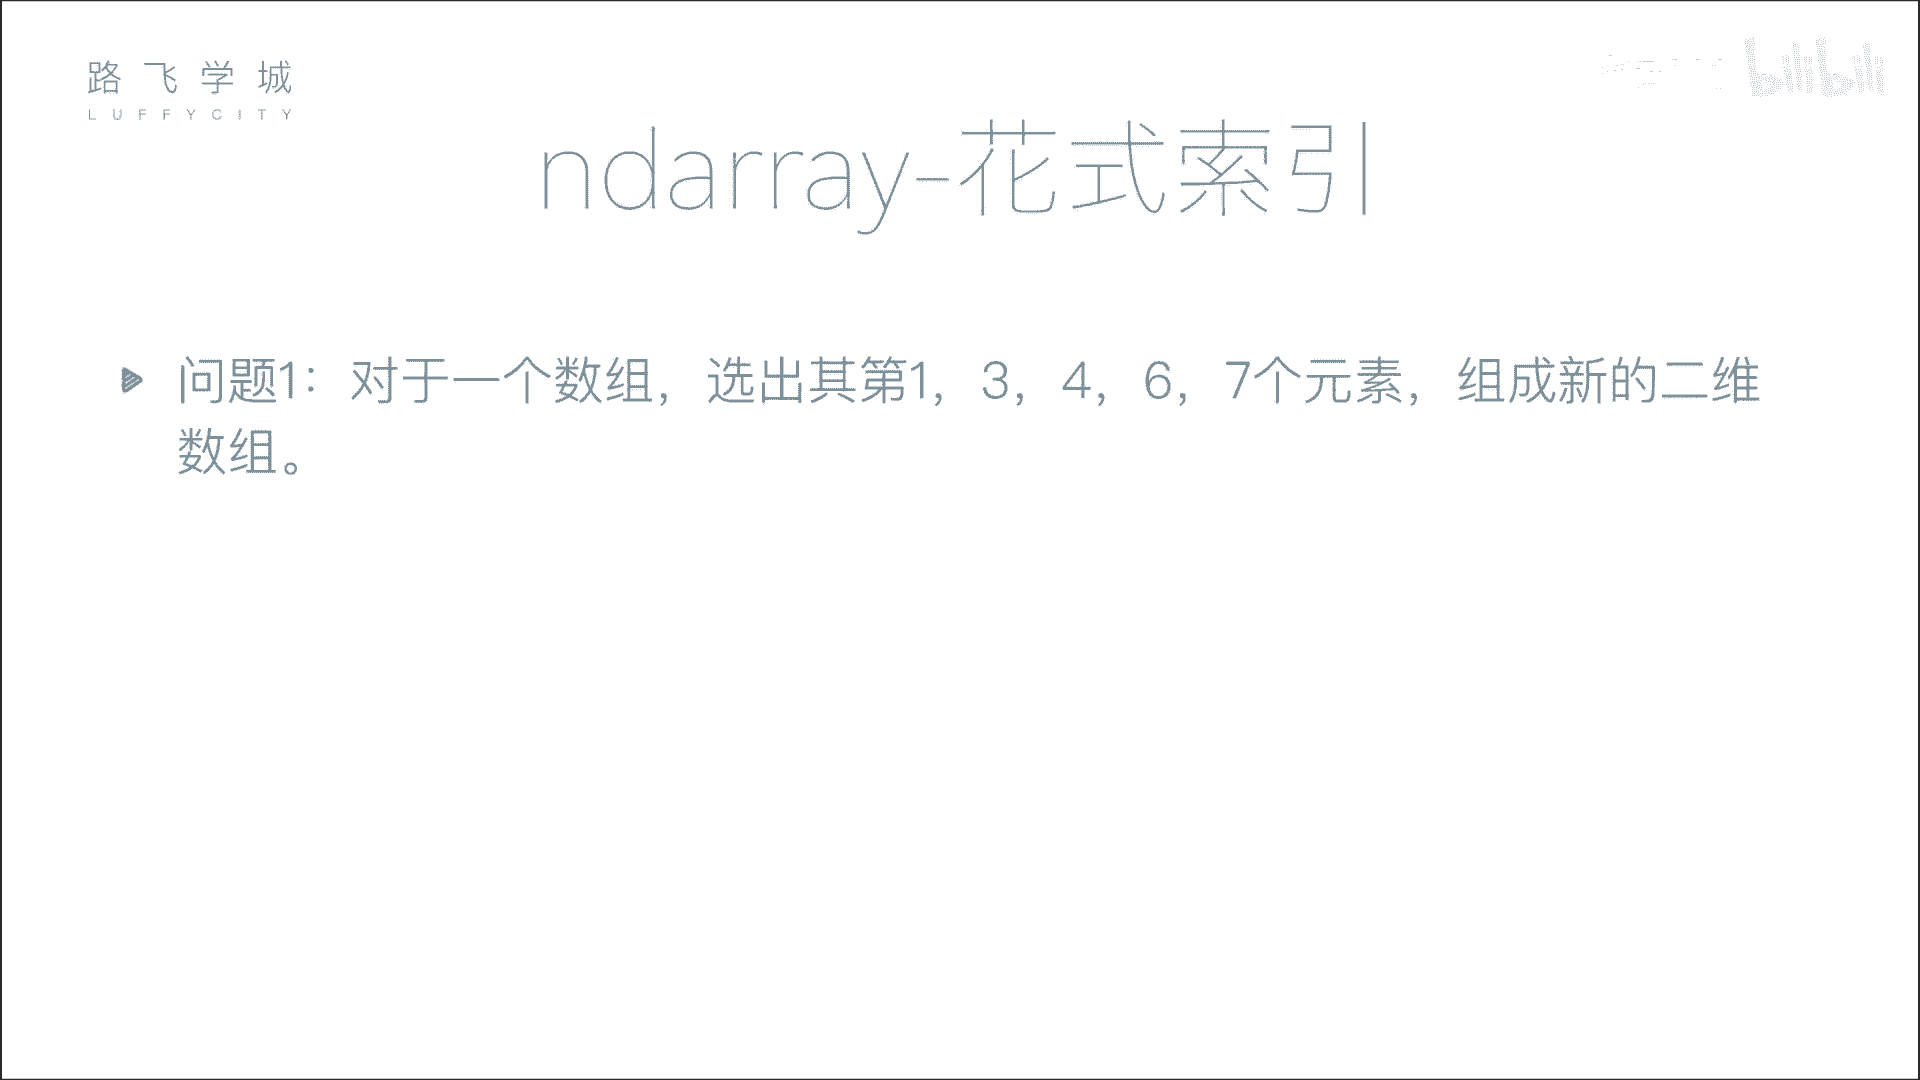 路飞学城
LUFFYCITY
bilibili
ndarray-花式索引
问题1：对于一个数组，选出其第1，3，4，6，7个元素，组成新的二维
数组。